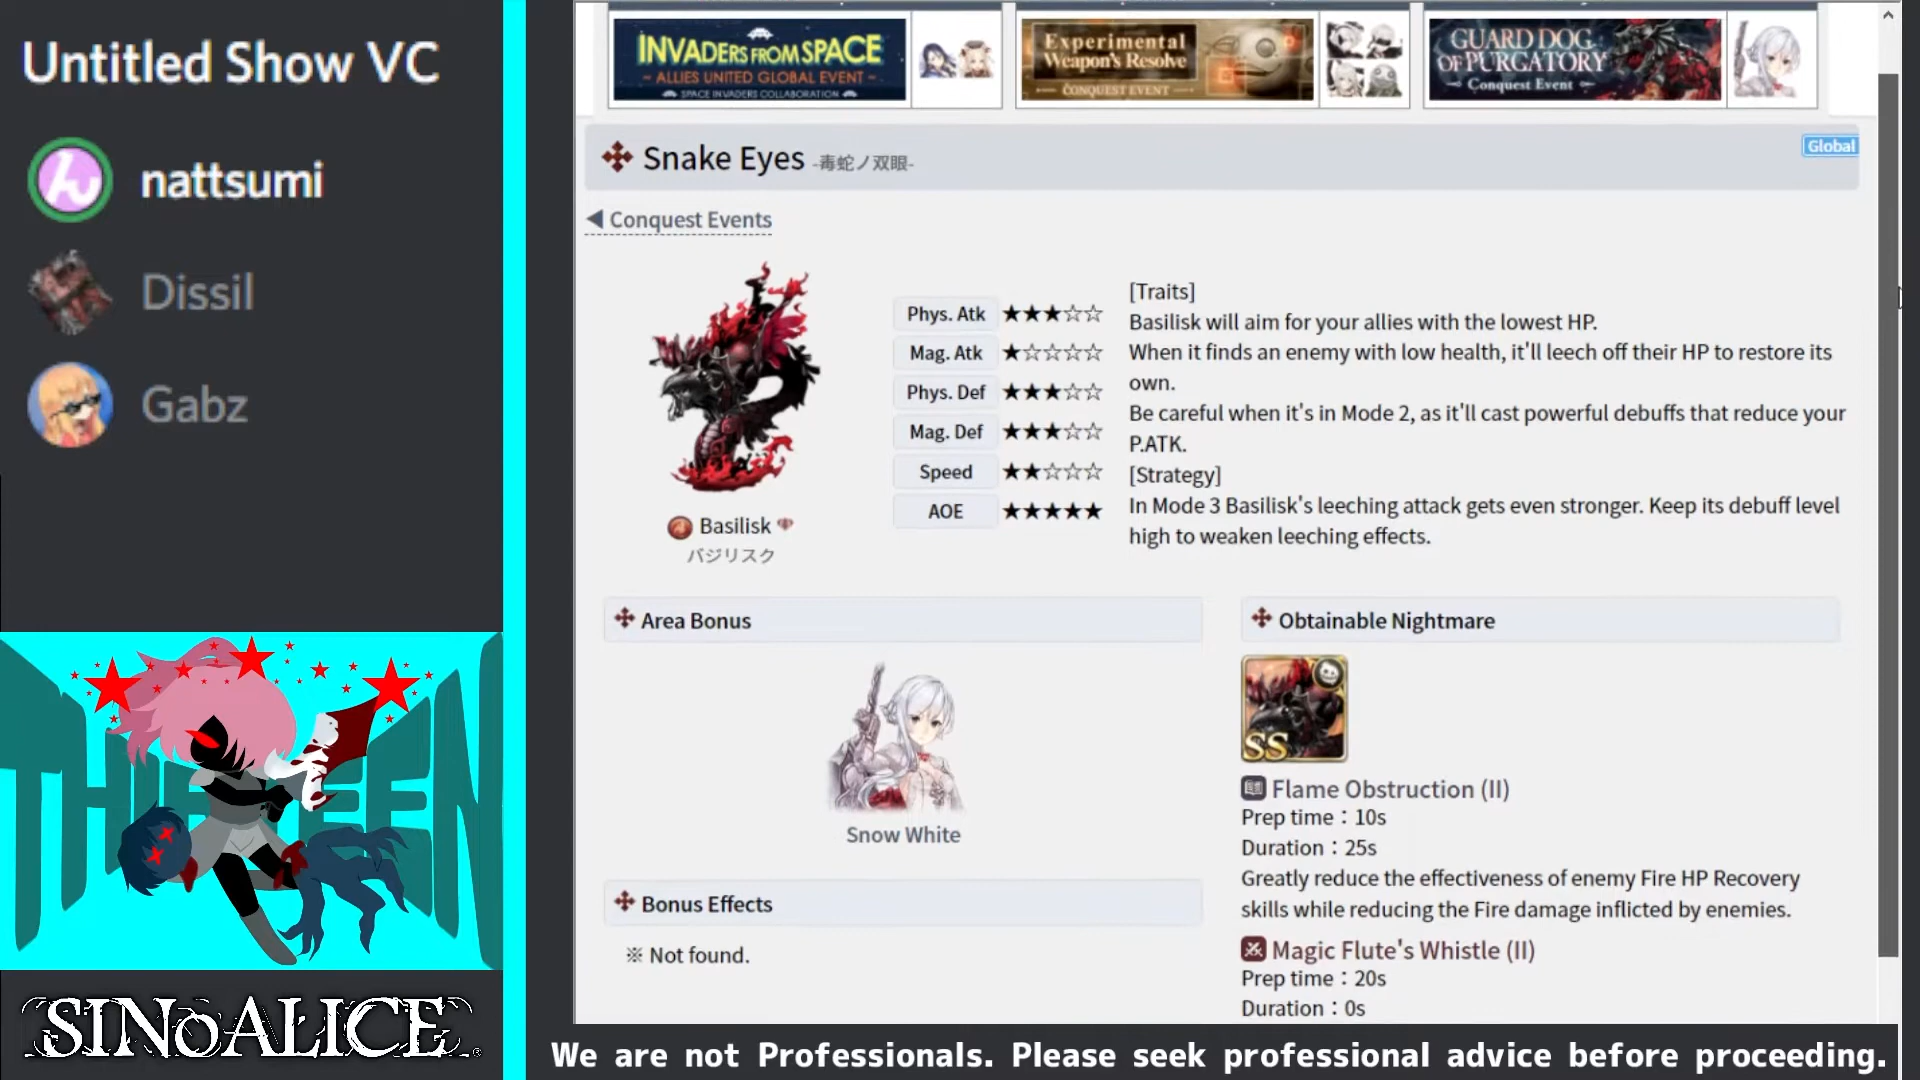 Untitled Show VC
nattsumi
Dissil
Gabz
THIRTEEN
SINoALICE
INVADERS FROM SPACE
~ ALLIES UNITED GLOBAL EVENT ~
SPACE INVADERS COLLABORATION
Experimental
Weapon's Resolve
CONQUEST EVENT
GUARD DOG
OF PURGATORY
Conquest Event
Snake Eyes -毒蛇ノ双眼-
Global
◀ Conquest Events
Phys. Atk ★★★☆☆
Mag. Atk ★☆☆☆☆
Phys. Def ★★★☆☆
Mag. Def ★★★☆☆
Speed ★★☆☆☆
AOE ★★★★★
Basilisk
バジリスク
[Traits]
Basilisk will aim for your allies with the lowest HP.
When it finds an enemy with low health, it'll leech off their HP to restore its
own.
Be careful when it's in Mode 2, as it'll cast powerful debuffs that reduce your
P.ATK.
[Strategy]
In Mode 3 Basilisk's leeching attack gets even stronger. Keep its debuff level
high to weaken leeching effects.
Area Bonus
Snow White
Bonus Effects
※ Not found.
Obtainable Nightmare
SS
Flame Obstruction (II)
Prep time：10s
Duration：25s
Greatly reduce the effectiveness of enemy Fire HP Recovery
skills while reducing the Fire damage inflicted by enemies.
Magic Flute's Whistle (II)
Prep time：20s
Duration：0s
We are not Professionals. Please seek professional advice before proceeding.